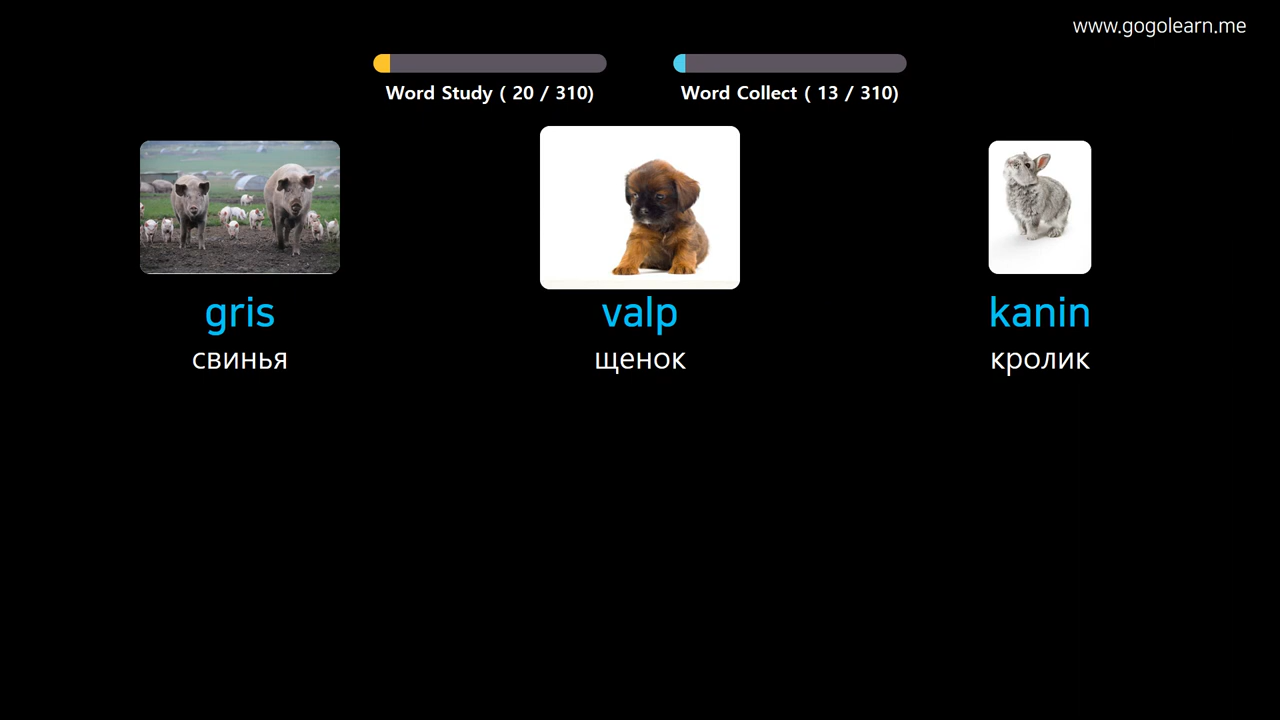 www.gogolearn.me
Word Study ( 20 / 310)
Word Collect ( 13 / 310)
gris
valp
kanin
свинья
щенок
кролик